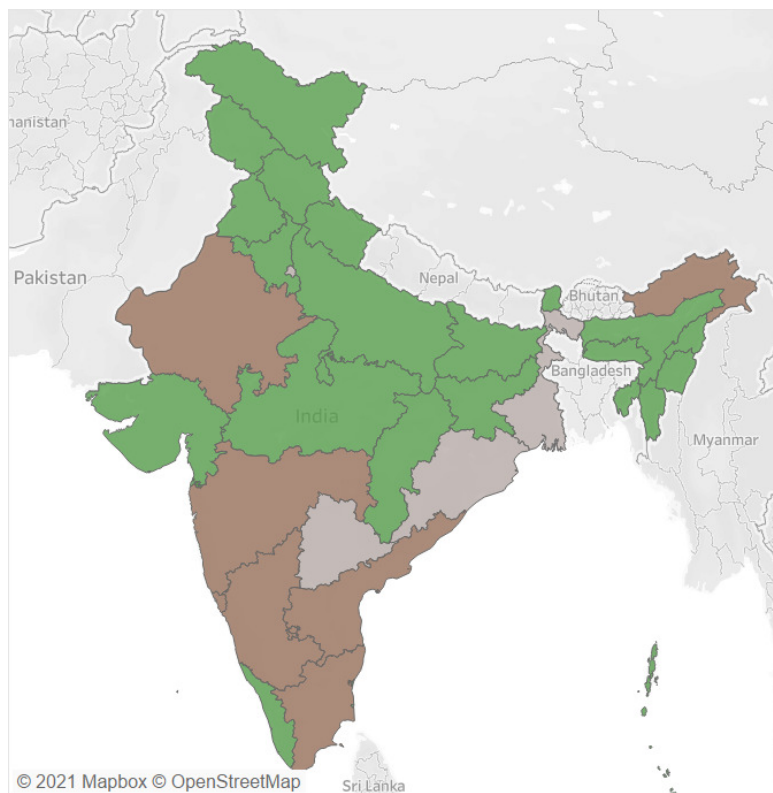 hanistan
Pakistan
Nepal
Bhutan
Bangladesh
India
Myanmar
© 2021 Mapbox © OpenStreetMap
Sri Lanka